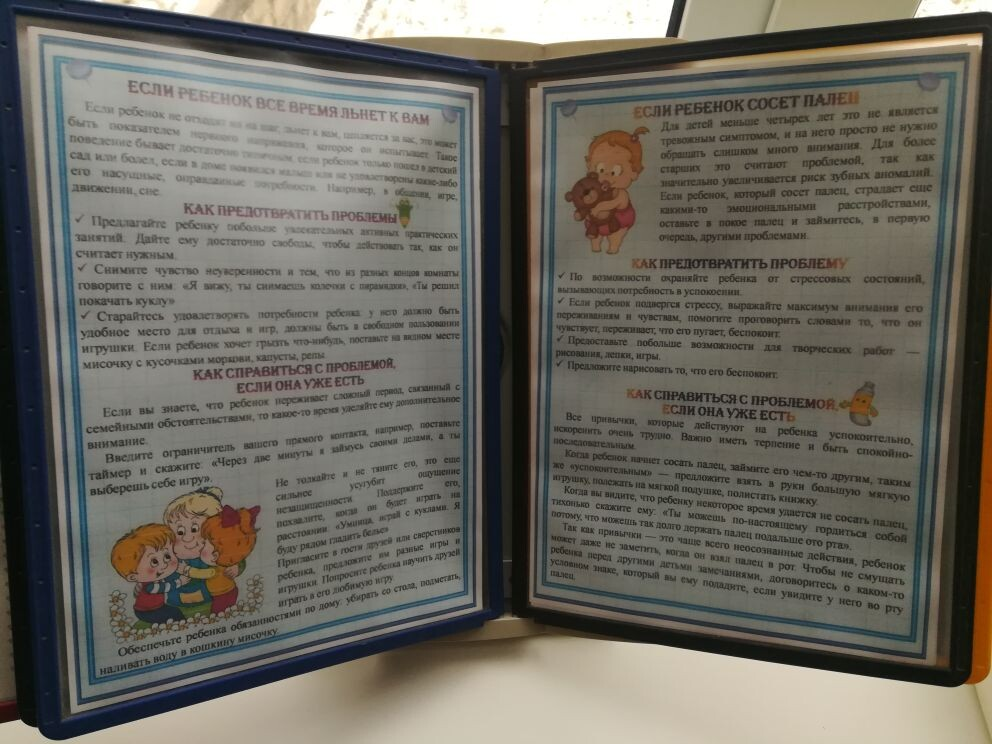 ЕСЛИ РЕБЕНОК ВСЕ ВРЕМЯ ЛЬНЕТ К ВАМ
Если ребенок не отходит ни на шаг, льнет к вам, цепляется за вас, это может
быть показателем нервного напряжения, которое он испытывает. Такое
поведение бывает достаточно типичным, если ребенок только пошел в детский
сад или болел, если в доме появился малыш или не удовлетворены какие-либо
его насущные, оправданные потребности. Например, в общении, игре,
движении, сне.
КАК ПРЕДОТВРАТИТЬ ПРОБЛЕМЫ
✓ Предлагайте ребенку побольше увлекательных активных практических
занятий. Дайте ему достаточно свободы, чтобы действовать так, как он
считает нужным.
✓ Снимите чувство неуверенности и тем, что из разных концов комнаты
говорите с ним: «Я вижу, ты снимаешь колечки с пирамидки», «Ты решил
покачать куклу»
✓ Старайтесь удовлетворять потребности ребенка: у него должно быть
удобное место для отдыха и игр, должны быть в свободном пользовании
игрушки. Если ребенок хочет грызть что-нибудь, поставьте на видном месте
мисочку с кусочками моркови, капусты, репы
КАК СПРАВИТЬСЯ С ПРОБЛЕМОЙ,
ЕСЛИ ОНА УЖЕ ЕСТЬ
Если вы знаете, что ребенок переживает сложный период, связанный с
семейными обстоятельствами, то какое-то время уделяйте ему дополнительное
внимание.
Введите ограничитель вашего прямого контакта, например, поставьте
таймер и скажите: «Через две минуты я займусь своими делами, а ты
выберешь себе игру».
Не толкайте и не тяните его, это еще
сильное усугубит ощущение
незащищенности. Поддержите его,
похвалите, когда он будет играть на
расстоянии. «Умница, играй с куклами. Я
буду рядом гладить белье»
Пригласите в гости друзей или сверстников
ребенка, предложите им разные игры и
игрушки. Попросите ребенка научить друзей
играть в его любимую игру.
Обеспечьте ребенка обязанностями по дому: убирать со стола, подметать,
наливать воду в кошкину мисочку.
ЕСЛИ РЕБЕНОК СОСЕТ ПАЛЕЦ
Для детей меньше четырех лет это не является
тревожным симптомом, и на него просто не нужно
обращать слишком много внимания. Для более
старших это считают проблемой, так как
значительно увеличивается риск зубных аномалий.
Если ребенок, который сосет палец, страдает еще
какими-то эмоциональными расстройствами,
оставьте в покое палец и займитесь, в первую
очередь, другими проблемами.
КАК ПРЕДОТВРАТИТЬ ПРОБЛЕМУ
✓ По возможности охраняйте ребенка от стрессовых состояний,
вызывающих потребность в успокоении.
✓ Если ребенок подвергся стрессу, выражайте максимум внимания его
переживаниям и чувствам, помогите проговорить словами то, что он
чувствует, переживает, что его пугает, беспокоит.
✓ Предоставьте побольше возможности для творческих работ —
рисования, лепки, игры.
✓ Предложите нарисовать то, что его беспокоит.
КАК СПРАВИТЬСЯ С ПРОБЛЕМОЙ,
ЕСЛИ ОНА УЖЕ ЕСТЬ
Все привычки, которые действуют на ребенка успокоительно,
искоренить очень трудно. Важно иметь терпение и быть спокойно-
последовательным.
Когда ребенок начнет сосать палец, займите его чем-то другим, таким
же «успокоительным» — предложите взять в руки большую мягкую
игрушку, полежать на мягкой подушке, полистать книжку.
Когда вы видите, что ребенку некоторое время удается не сосать палец,
тихонько скажите ему: «Ты можешь по-настоящему гордиться собой
потому, что можешь так долго держать палец подальше ото рта».
Так как привычки — это чаще всего неосознанные действия, ребенок
может даже не заметить, когда он взял палец в рот. Чтобы не смущать
ребенка перед другими детьми замечаниями, договоритесь о каком-то
условном знаке, который вы ему подадите, если увидите у него во рту
палец.